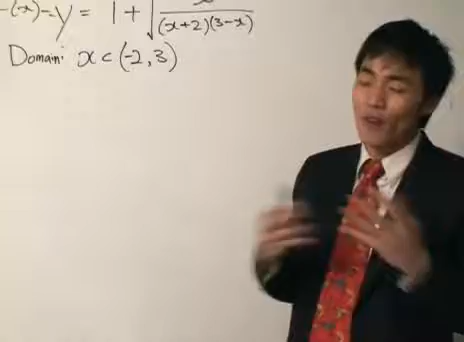 y = 1 + √ (x+2)(3-x)
Domain: x ⊂ (-2, 3)